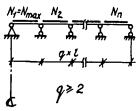 N₁=Nmax N₂ Nₙ
q × l
q ≥ 2